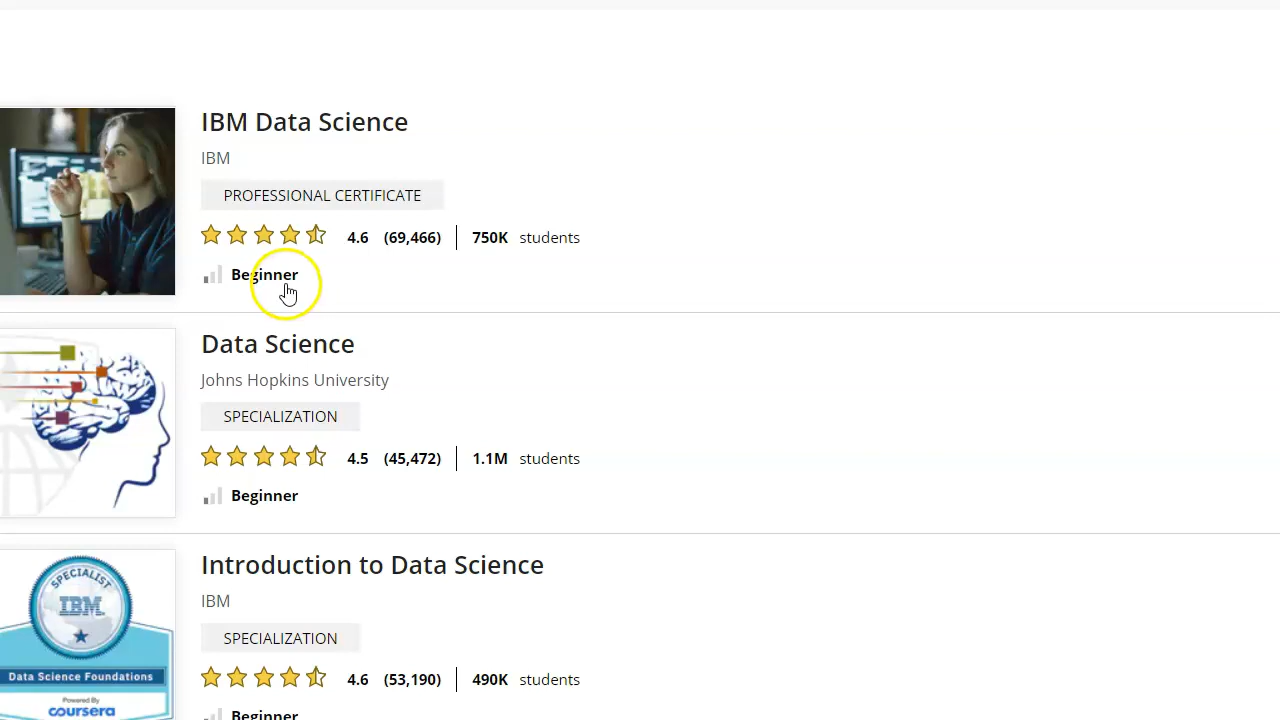 IBM Data Science
IBM
PROFESSIONAL CERTIFICATE
4.6 (69,466) 750K students
Beginner
Data Science
Johns Hopkins University
SPECIALIZATION
4.5 (45,472) 1.1M students
Beginner
SPECIALIST
IBM
Data Science Foundations
Powered By
coursera
Introduction to Data Science
IBM
SPECIALIZATION
4.6 (53,190) 490K students
Beginner